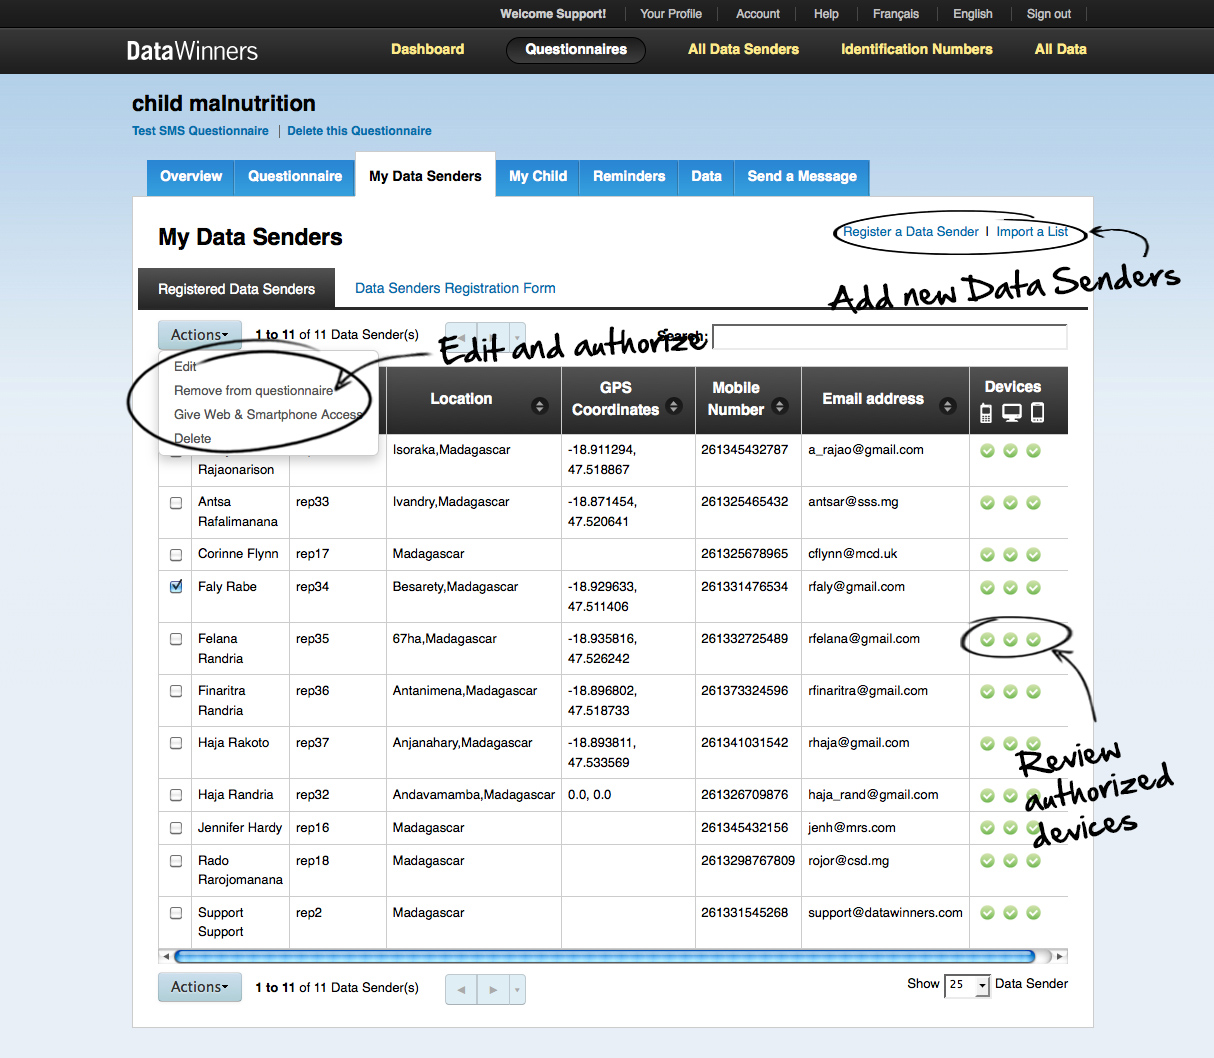 Welcome Support! Your Profile Account Help Français English Sign out
DataWinners Dashboard Questionnaires All Data Senders Identification Numbers All Data
child malnutrition
Test SMS Questionnaire | Delete this Questionnaire
Overview Questionnaire My Data Senders My Child Reminders Data Send a Message
My Data Senders
Register a Data Sender | Import a List
Add new Data Senders
Registered Data Senders Data Senders Registration Form
Actions 1 to 11 of 11 Data Sender(s) Search:
Edit and authorize
Edit
Remove from questionnaire
Give Web & Smartphone Access
Delete
Location GPS Coordinates Mobile Number Email address Devices
Rajaonarison Isoraka,Madagascar -18.911294, 47.518867 261345432787 a_rajao@gmail.com
Antsa Rafalimanana rep33 Ivandry,Madagascar -18.871454, 47.520641 261325465432 antsar@sss.mg
Corinne Flynn rep17 Madagascar 261325678965 cflynn@mcd.uk
Faly Rabe rep34 Besarety,Madagascar -18.929633, 47.511406 261331476534 rfaly@gmail.com
Felana Randria rep35 67ha,Madagascar -18.935816, 47.526242 261332725489 rfelana@gmail.com
Finaritra Randria rep36 Antanimena,Madagascar -18.896802, 47.518733 261373324596 rfinaritra@gmail.com
Haja Rakoto rep37 Anjanahary,Madagascar -18.893811, 47.533569 261341031542 rhaja@gmail.com
Haja Randria rep32 Andavamamba,Madagascar 0.0, 0.0 261326709876 haja_rand@gmail.com
Jennifer Hardy rep16 Madagascar 261345432156 jenh@mrs.com
Rado Rarojomanana rep18 Madagascar 2613298767809 rojor@csd.mg
Support Support rep2 Madagascar 261331545268 support@datawinners.com
Review
authorized
devices
Actions 1 to 11 of 11 Data Sender(s) Show 25 Data Sender